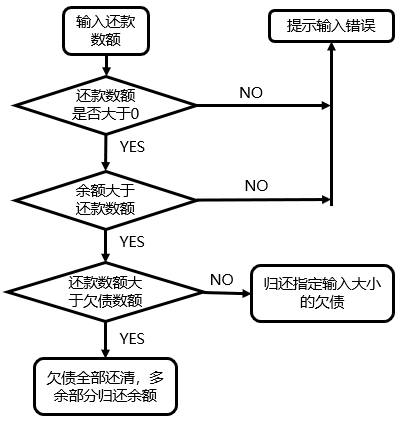 输入还款
数额
提示输入错误
还款数额
是否大于0
NO
YES
余额大于
还款数额
NO
YES
还款数额大
于欠债数额
NO
归还指定输入大小
的欠债
YES
欠债全部还清，多
余部分归还余额